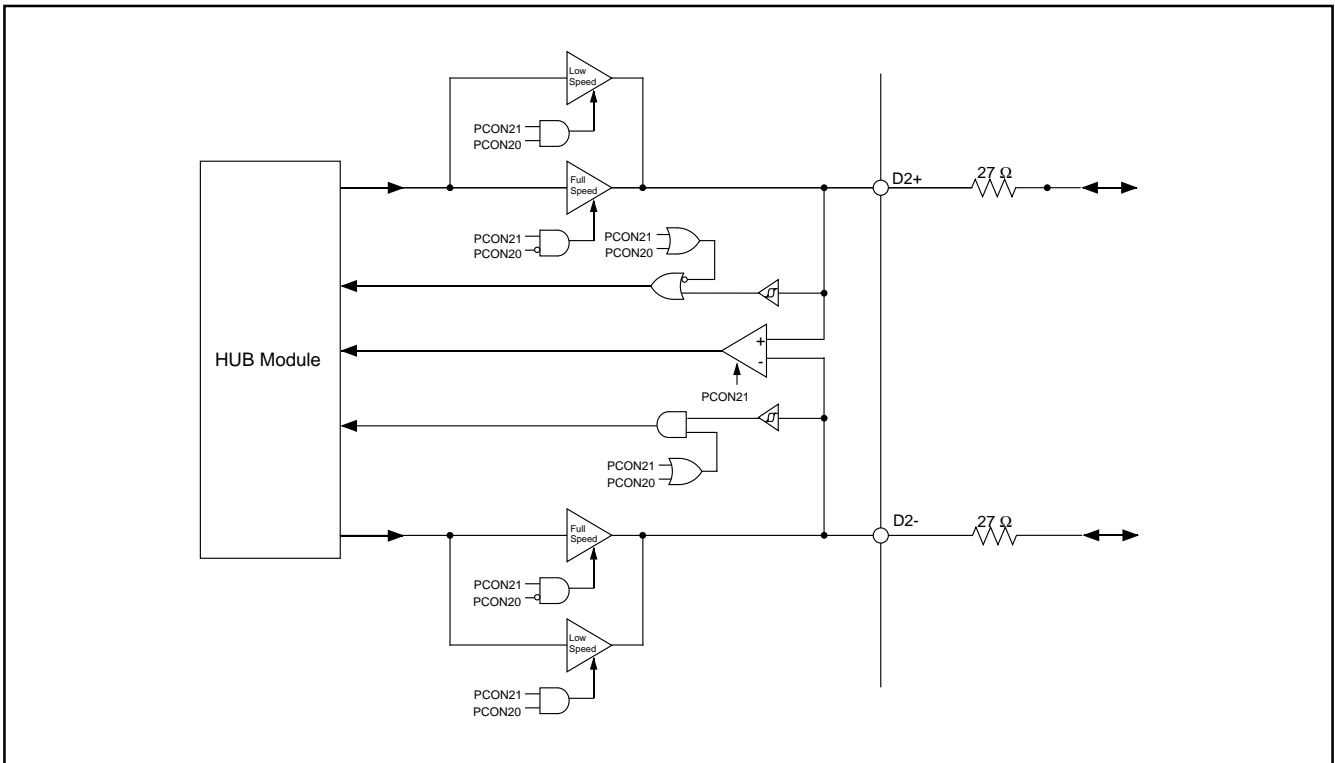 Low
Speed
PCON21
PCON20
Full
Speed
D2+
27 Ω
PCON21
PCON20
PCON21
PCON20
HUB Module
+
-
PCON21
PCON21
PCON20
Full
Speed
D2-
27 Ω
PCON21
PCON20
Low
Speed
PCON21
PCON20